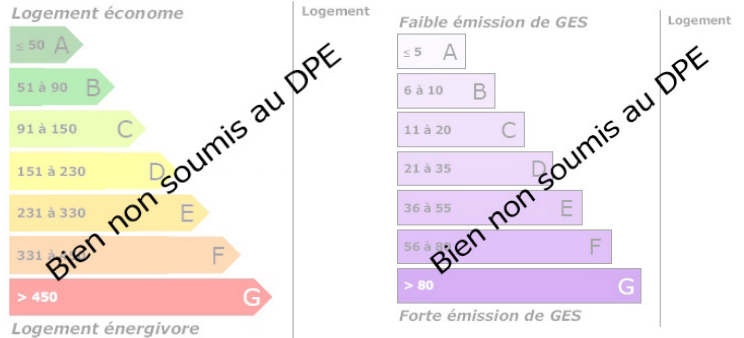 Logement économe
Logement
≤ 50 A
51 à 90 B
91 à 150 C
151 à 230 D
231 à 330 E
331 à F
> 450 G
Logement énergivore
Bien non soumis au DPE
Faible émission de GES
Logement
≤ 5 A
6 à 10 B
11 à 20 C
21 à 35 D
36 à 55 E
56 à 80 F
> 80 G
Forte émission de GES
Bien non soumis au DPE